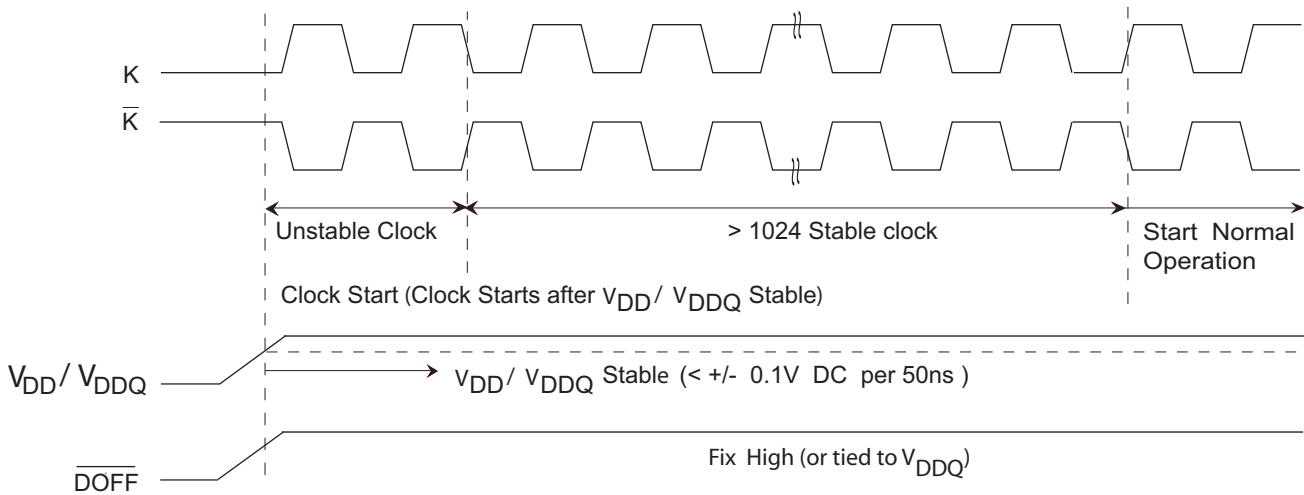 K
K̅
Unstable Clock
> 1024 Stable clock
Start Normal
Operation
Clock Start (Clock Starts after VDD / VDDQ Stable)
VDD / VDDQ
VDD / VDDQ Stable (< +/- 0.1V DC per 50ns )
Fix High (or tied to VDDQ)
D̅O̅F̅F̅